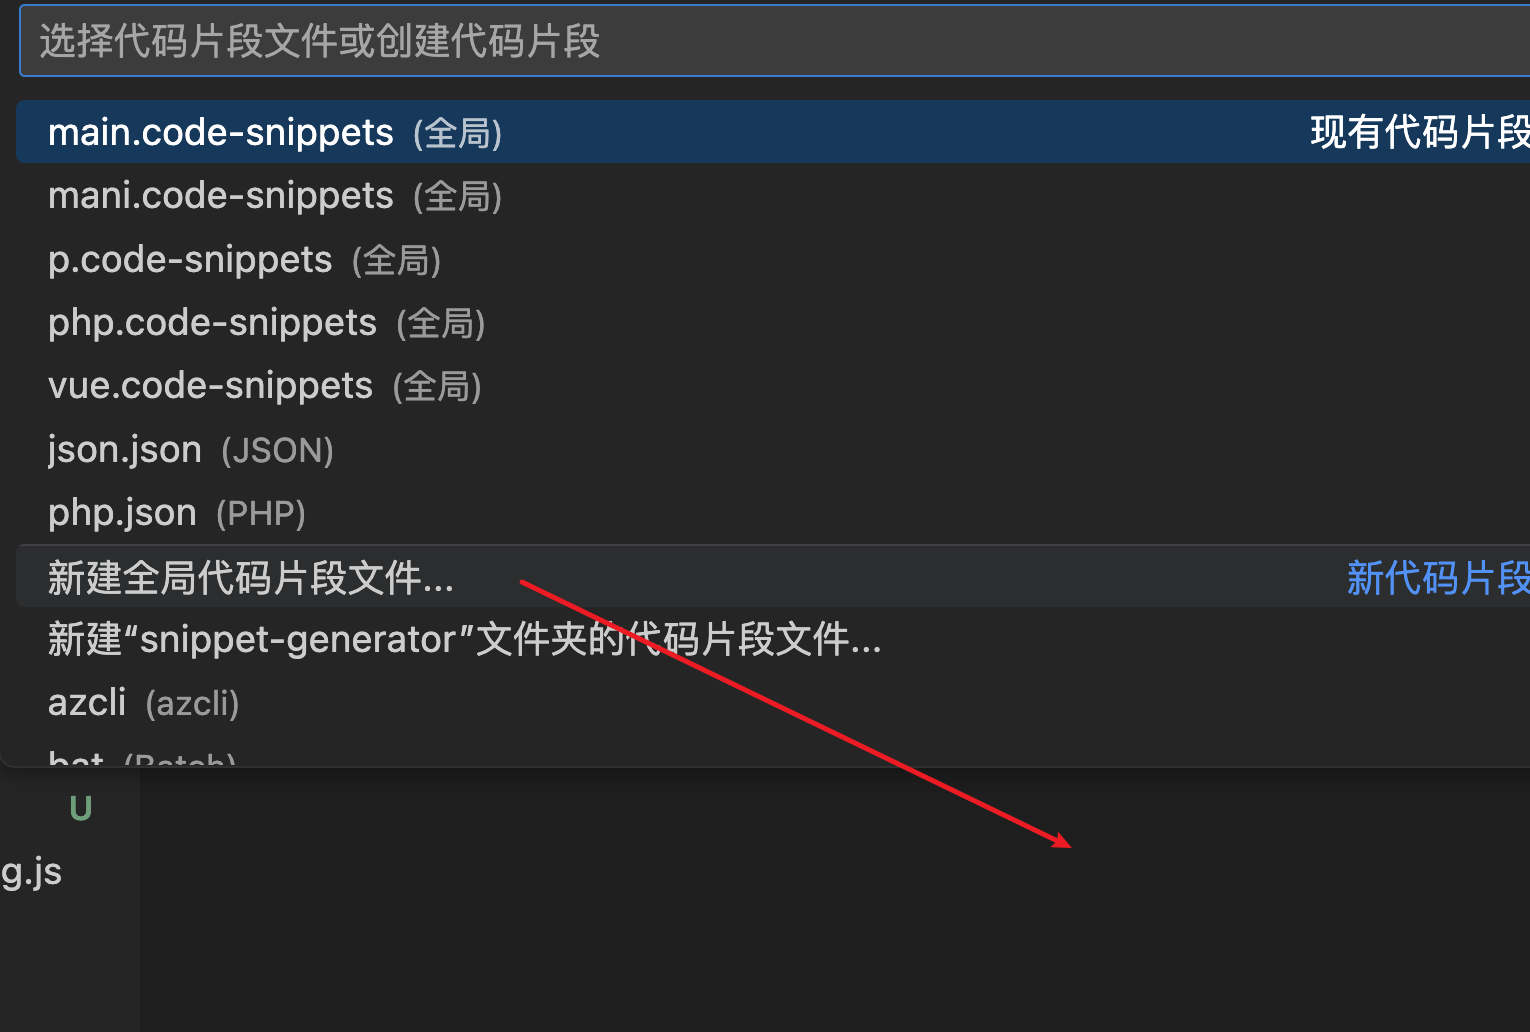 选择代码片段文件或创建代码片段
main.code-snippets (全局) 现有代码片段
mani.code-snippets (全局)
p.code-snippets (全局)
php.code-snippets (全局)
vue.code-snippets (全局)
json.json (JSON)
php.json (PHP)
新建全局代码片段文件... 新代码片段
新建“snippet-generator”文件夹的代码片段文件...
azcli (azcli)
bat (Batch)
U
g.js